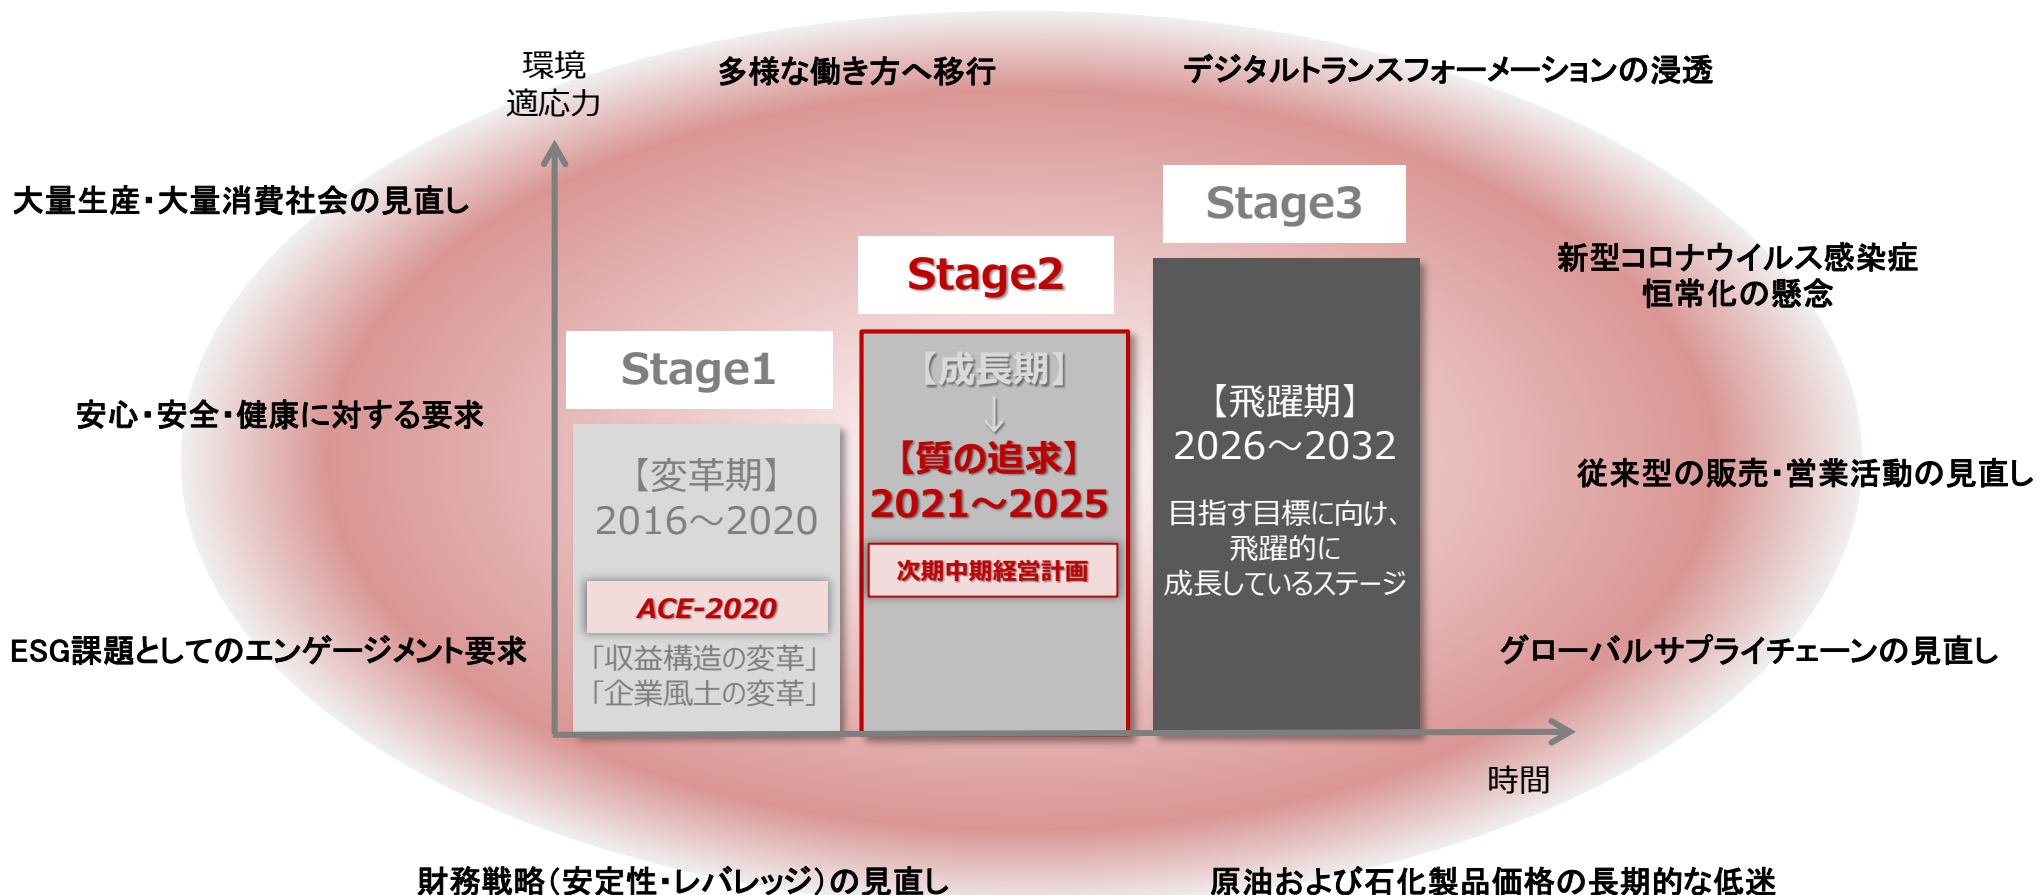 環境
適応力
多様な働き方へ移行
デジタルトランスフォーメーションの浸透
大量生産・大量消費社会の見直し
安心・安全・健康に対する要求
ESG課題としてのエンゲージメント要求
Stage1
【変革期】
2016～2020
ACE-2020
「収益構造の変革」
「企業風土の変革」
Stage2
【成長期】
↓
【質の追求】
2021～2025
次期中期経営計画
Stage3
【飛躍期】
2026～2032
目指す目標に向け、
飛躍的に
成長しているステージ
新型コロナウイルス感染症
恒常化の懸念
従来型の販売・営業活動の見直し
グローバルサプライチェーンの見直し
時間
財務戦略（安定性・レバレッジ）の見直し
原油および石化製品価格の長期的な低迷